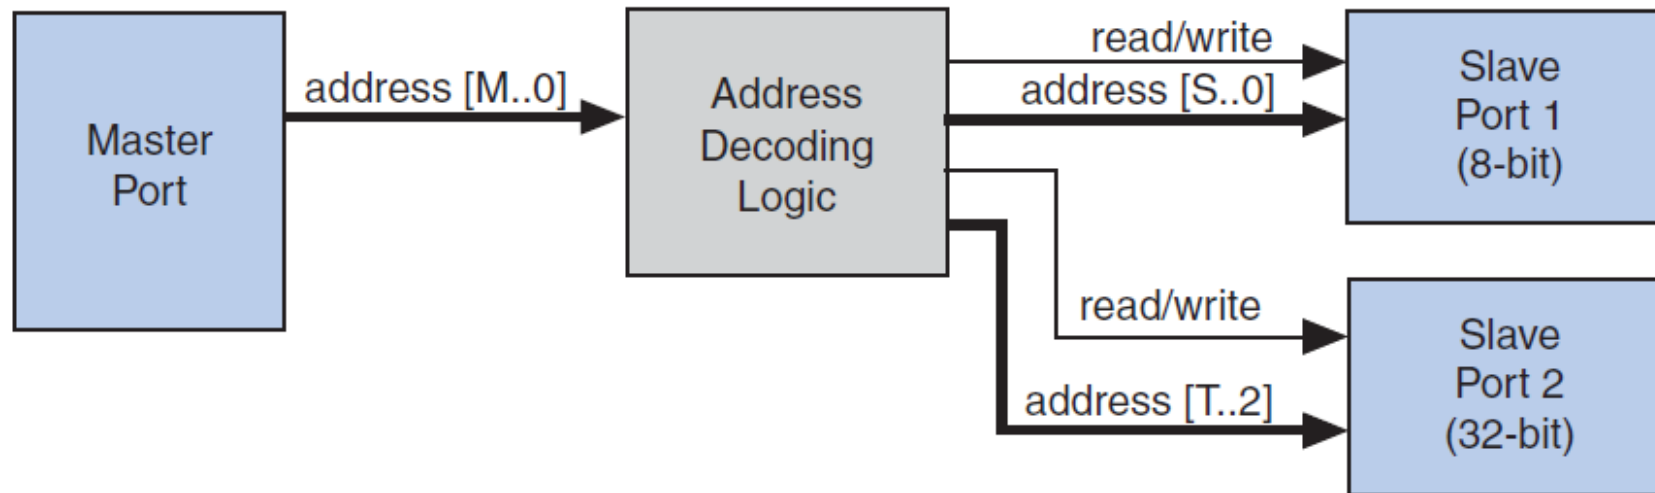 Master
Port
address [M..0]
Address
Decoding
Logic
read/write
address [S..0]
Slave
Port 1
(8-bit)
read/write
address [T..2]
Slave
Port 2
(32-bit)